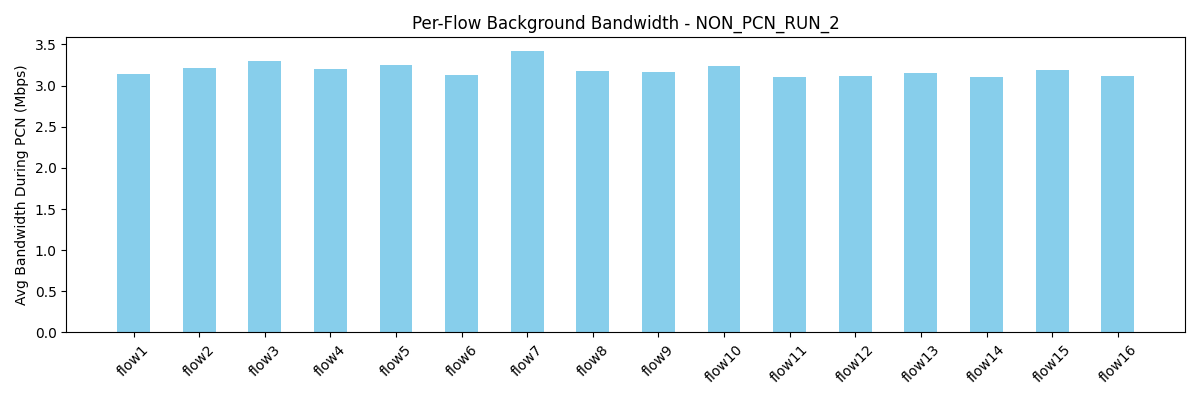 Per-Flow Background Bandwidth - NON_PCN_RUN_2
Avg Bandwidth During PCN (Mbps)
3.5
3.0
2.5
2.0
1.5
1.0
0.5
0.0
flow1
flow2
flow3
flow4
flow5
flow6
flow7
flow8
flow9
flow10
flow11
flow12
flow13
flow14
flow15
flow16